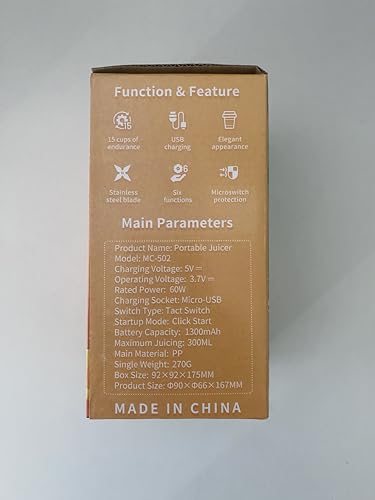 Function & Feature
15
15 cups of
endurance
USB
charging
Elegant
appearance
6
Stainless
steel blade
Six
functions
Microswitch
protection
Main Parameters
Product Name: Portable Juicer
Model: MC-502
Charging Voltage: 5V ⎓
Operating Voltage: 3.7V ⎓
Rated Power: 60W
Charging Socket: Micro-USB
Switch Type: Tact Switch
Startup Mode: Click Start
Battery Capacity: 1300mAh
Maximum Juicing: 300ML
Main Material: PP
Single Weight: 270G
Box Size: 92×92×175MM
Product Size: Φ90×Φ66×167MM
MADE IN CHINA